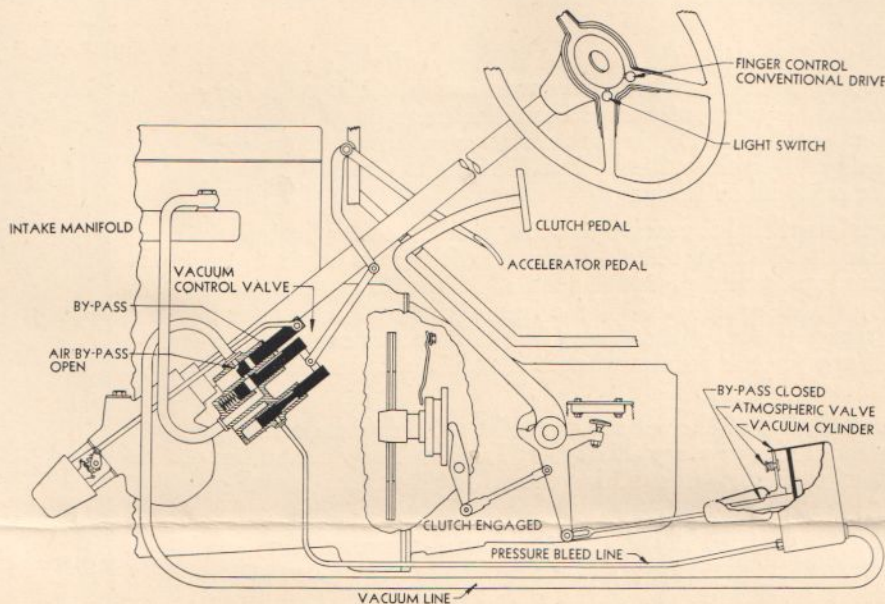 FINGER CONTROL
CONVENTIONAL DRIVE
LIGHT SWITCH
CLUTCH PEDAL
INTAKE MANIFOLD
ACCELERATOR PEDAL
VACUUM
CONTROL VALVE
BY-PASS
AIR BY-PASS
OPEN
BY-PASS CLOSED
ATMOSPHERIC VALVE
VACUUM CYLINDER
CLUTCH ENGAGED
PRESSURE BLEED LINE
VACUUM LINE